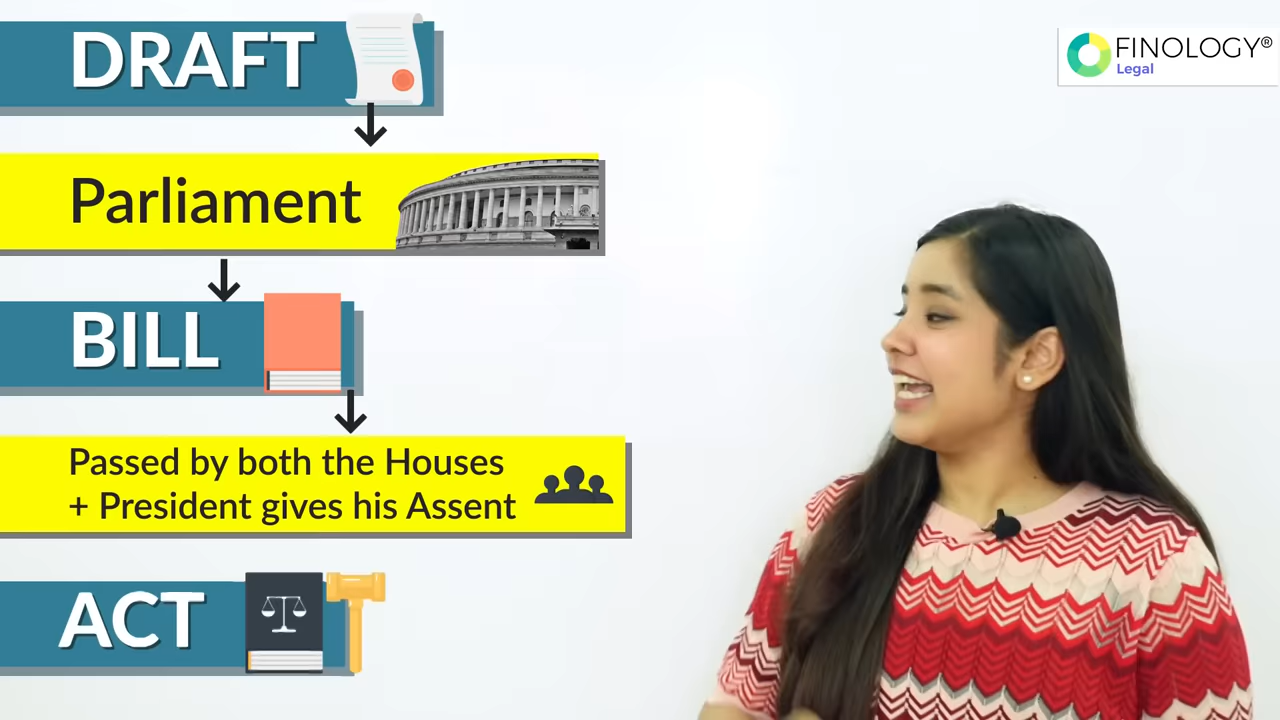 DRAFT
Parliament
BILL
Passed by both the Houses
+ President gives his Assent
ACT
FINOLOGY®
Legal